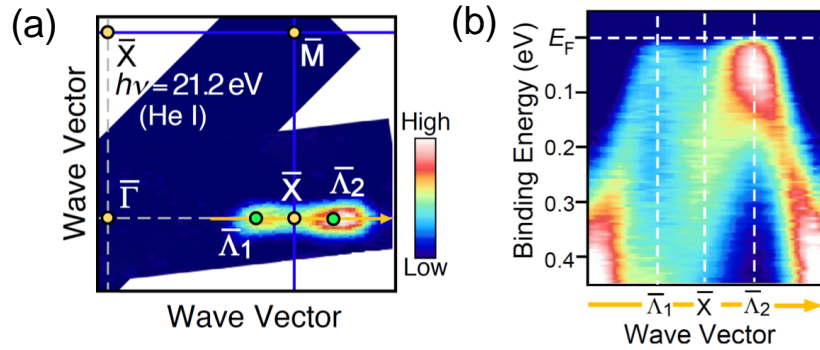 (a)
X̄
M̄
hν = 21.2 eV
(He I)
Γ̄
X̄
Λ̄₂
Λ̄₁
Wave Vector
Wave Vector
High
Low
(b)
E_F
0.1
0.2
0.3
0.4
Binding Energy (eV)
Λ̄₁
X̄
Λ̄₂
Wave Vector